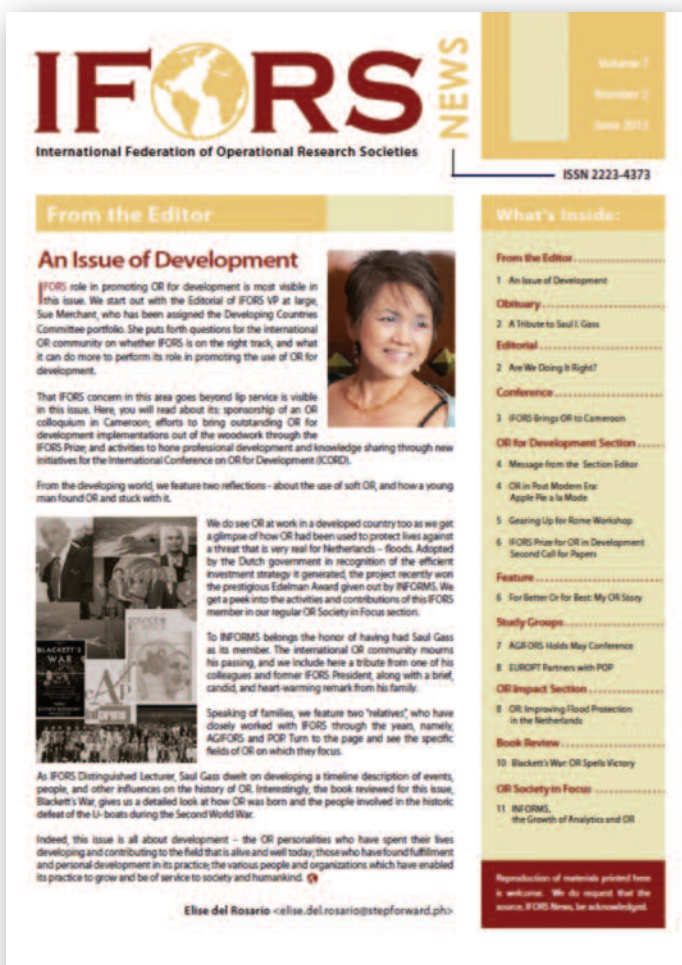 IFORS
NEWS
International Federation of Operational Research Societies
Volume 7
Number 2
June 2013
ISSN 2223-4373
From the Editor
An Issue of Development
IFORS role in promoting OR for development is most visible in
this issue. We start out with the Editorial of IFORS VP at large,
Sue Merchant, who has been assigned the Developing Countries
Committee portfolio. She puts forth questions for the international
OR community on whether IFORS is on the right track, and what
it can do more to perform its role in promoting the use of OR for
development.
That IFORS concern in this area goes beyond lip service is visible
in this issue. Here, you will read about its: sponsorship of an OR
colloquium in Cameroon; efforts to bring outstanding OR for
development implementations out of the woodwork through the
IFORS Prize; and activities to hone professional development and knowledge sharing through new
initiatives for the International Conference on OR for Development (ICORD).
From the developing world, we feature two reflections – about the use of soft OR, and how a young
man found OR and stuck with it.
We do see OR at work in a developed country too as we get
a glimpse of how OR had been used to protect lives against
a threat that is very real for Netherlands – floods. Adopted
by the Dutch government in recognition of the efficient
investment strategy it generated, the project recently won
the prestigious Edelman Award given out by INFORMS. We
get a peek into the activities and contributions of this IFORS
member in our regular OR Society in Focus section.
To INFORMS belongs the honor of having had Saul Gass
as its member. The international OR community mourns
his passing, and we include here a tribute from one of his
colleagues and former IFORS President, along with a brief,
candid, and heart-warming remark from his family.
Speaking of families, we feature two "relatives", who have
closely worked with IFORS through the years, namely,
AGIFORS and POP. Turn to the page and see the specific
fields of OR on which they focus.
BLACKETT'S
WAR
As IFORS Distinguished Lecturer, Saul Gass dwelt on developing a timeline description of events,
people, and other influences on the history of OR. Interestingly, the book reviewed for this issue,
Blackett's War, gives us a detailed look at how OR was born and the people involved in the historic
defeat of the U- boats during the Second World War.
Indeed, this issue is all about development – the OR personalities who have spent their lives
developing and contributing to the field that is alive and well today; those who have found fulfillment
and personal development in its practice; the various people and organizations which have enabled
its practice to grow and be of service to society and humankind.
Elise del Rosario <elise.del.rosario@stepforward.ph>
What's Inside:
From the Editor
1 An Issue of Development
Obituary
2 A Tribute to Saul I. Gass
Editorial
2 Are We Doing It Right?
Conference
3 IFORS Brings OR to Cameroon
OR for Development Section
4 Message from the Section Editor
4 OR in Post Modern Era:
Apple Pie a la Mode
5 Gearing Up for Rome Workshop
6 IFORS Prize for OR in Development
Second Call for Papers
Feature
6 For Better Or for Best: My OR Story
Study Groups
7 AGIFORS Holds May Conference
8 EUROPT Partners with POP
OR Impact Section
8 OR: Improving Flood Protection
in the Netherlands
Book Review
10 Blackett's War: OR Spells Victory
OR Society in Focus
11 INFORMS,
the Growth of Analytics and OR
Reproduction of materials printed here
is welcome. We do request that the
source, IFORS News, be acknowledged.